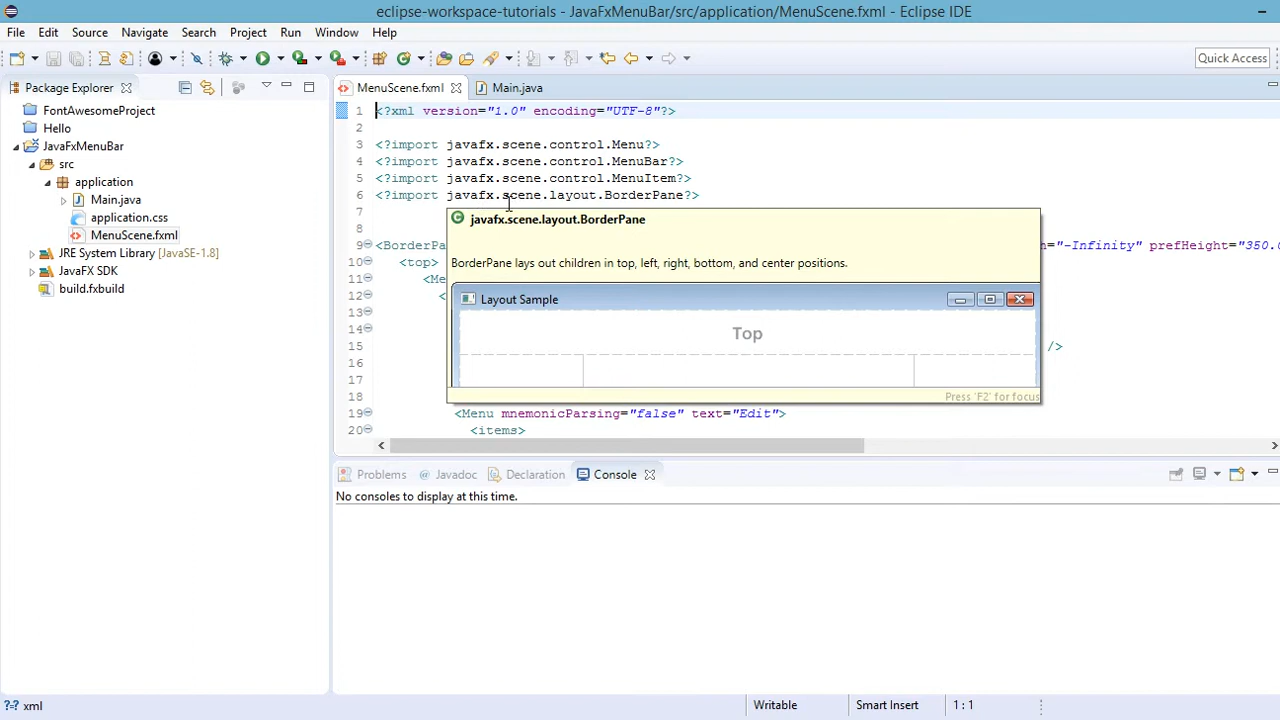 eclipse-workspace-tutorials - JavaFxMenuBar/src/application/MenuScene.fxml - Eclipse IDE
File Edit Source Navigate Search Project Run Window Help
Quick Access
Package Explorer
FontAwesomeProject
Hello
JavaFxMenuBar
src
application
Main.java
application.css
MenuScene.fxml
JRE System Library [JavaSE-1.8]
JavaFX SDK
build.fxbuild
MenuScene.fxml Main.java
1 <?xml version="1.0" encoding="UTF-8"?>
2
3 <?import javafx.scene.control.Menu?>
4 <?import javafx.scene.control.MenuBar?>
5 <?import javafx.scene.control.MenuItem?>
6 <?import javafx.scene.layout.BorderPane?>
7
8
9 <BorderPa ="-Infinity" prefHeight="350.
10 <top>
11 <Me
12 <
13
14
15 />
16
17
18
19 <Menu mnemonicParsing="false" text="Edit">
20 <items>
javafx.scene.layout.BorderPane
BorderPane lays out children in top, left, right, bottom, and center positions.
Layout Sample
Top
Press 'F2' for focus
Problems @ Javadoc Declaration Console
No consoles to display at this time.
xml Writable Smart Insert 1 : 1